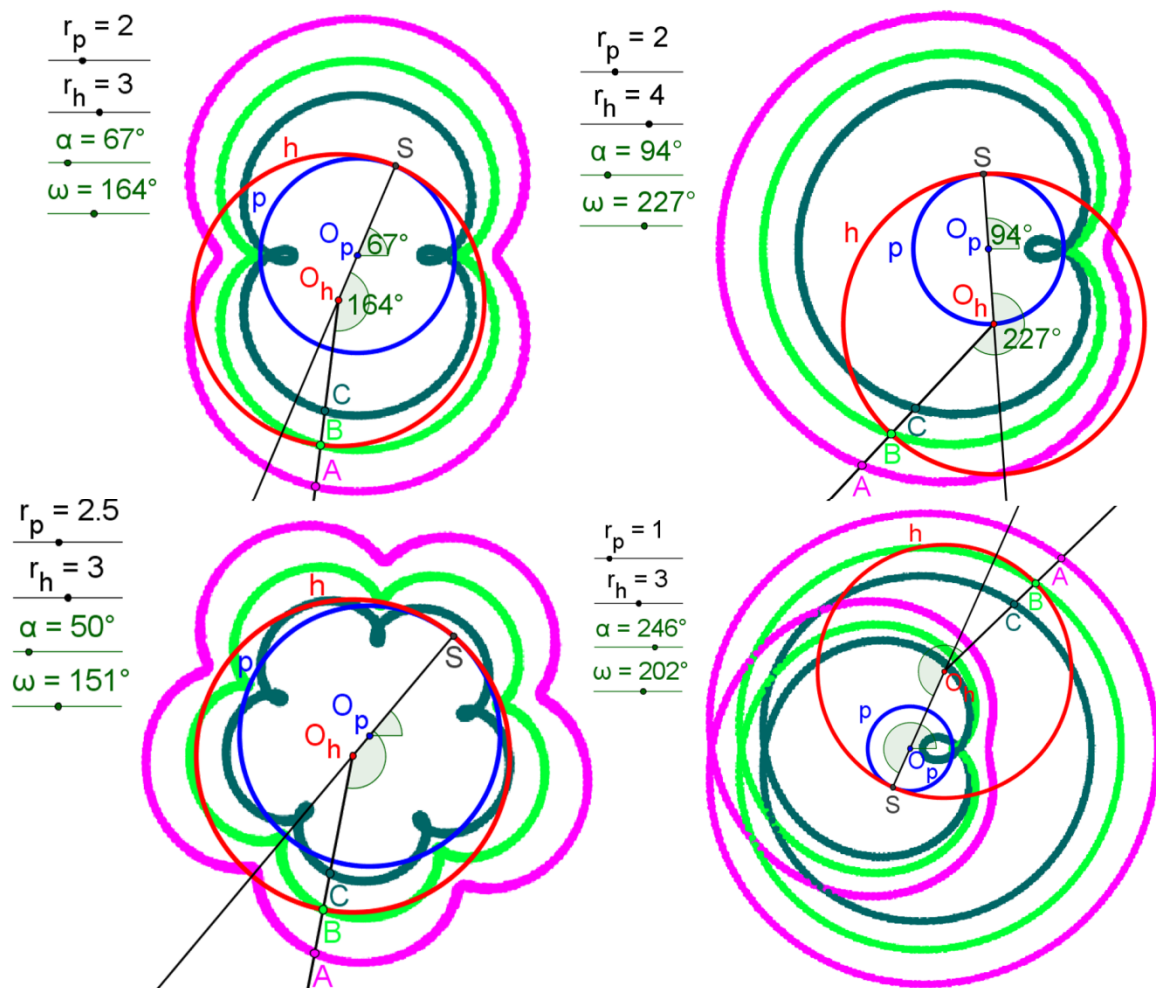 r_p = 2
r_h = 3
α = 67°
ω = 164°
h
S
p
O_p
67°
O_h
164°
C
B
A
r_p = 2
r_h = 4
α = 94°
ω = 227°
S
h
p
O_p
94°
O_h
227°
C
B
A
r_p = 2.5
r_h = 3
α = 50°
ω = 151°
h
S
p
O_p
O_h
C
B
A
r_p = 1
r_h = 3
α = 246°
ω = 202°
h
A
B
C
O_h
p
O_p
S